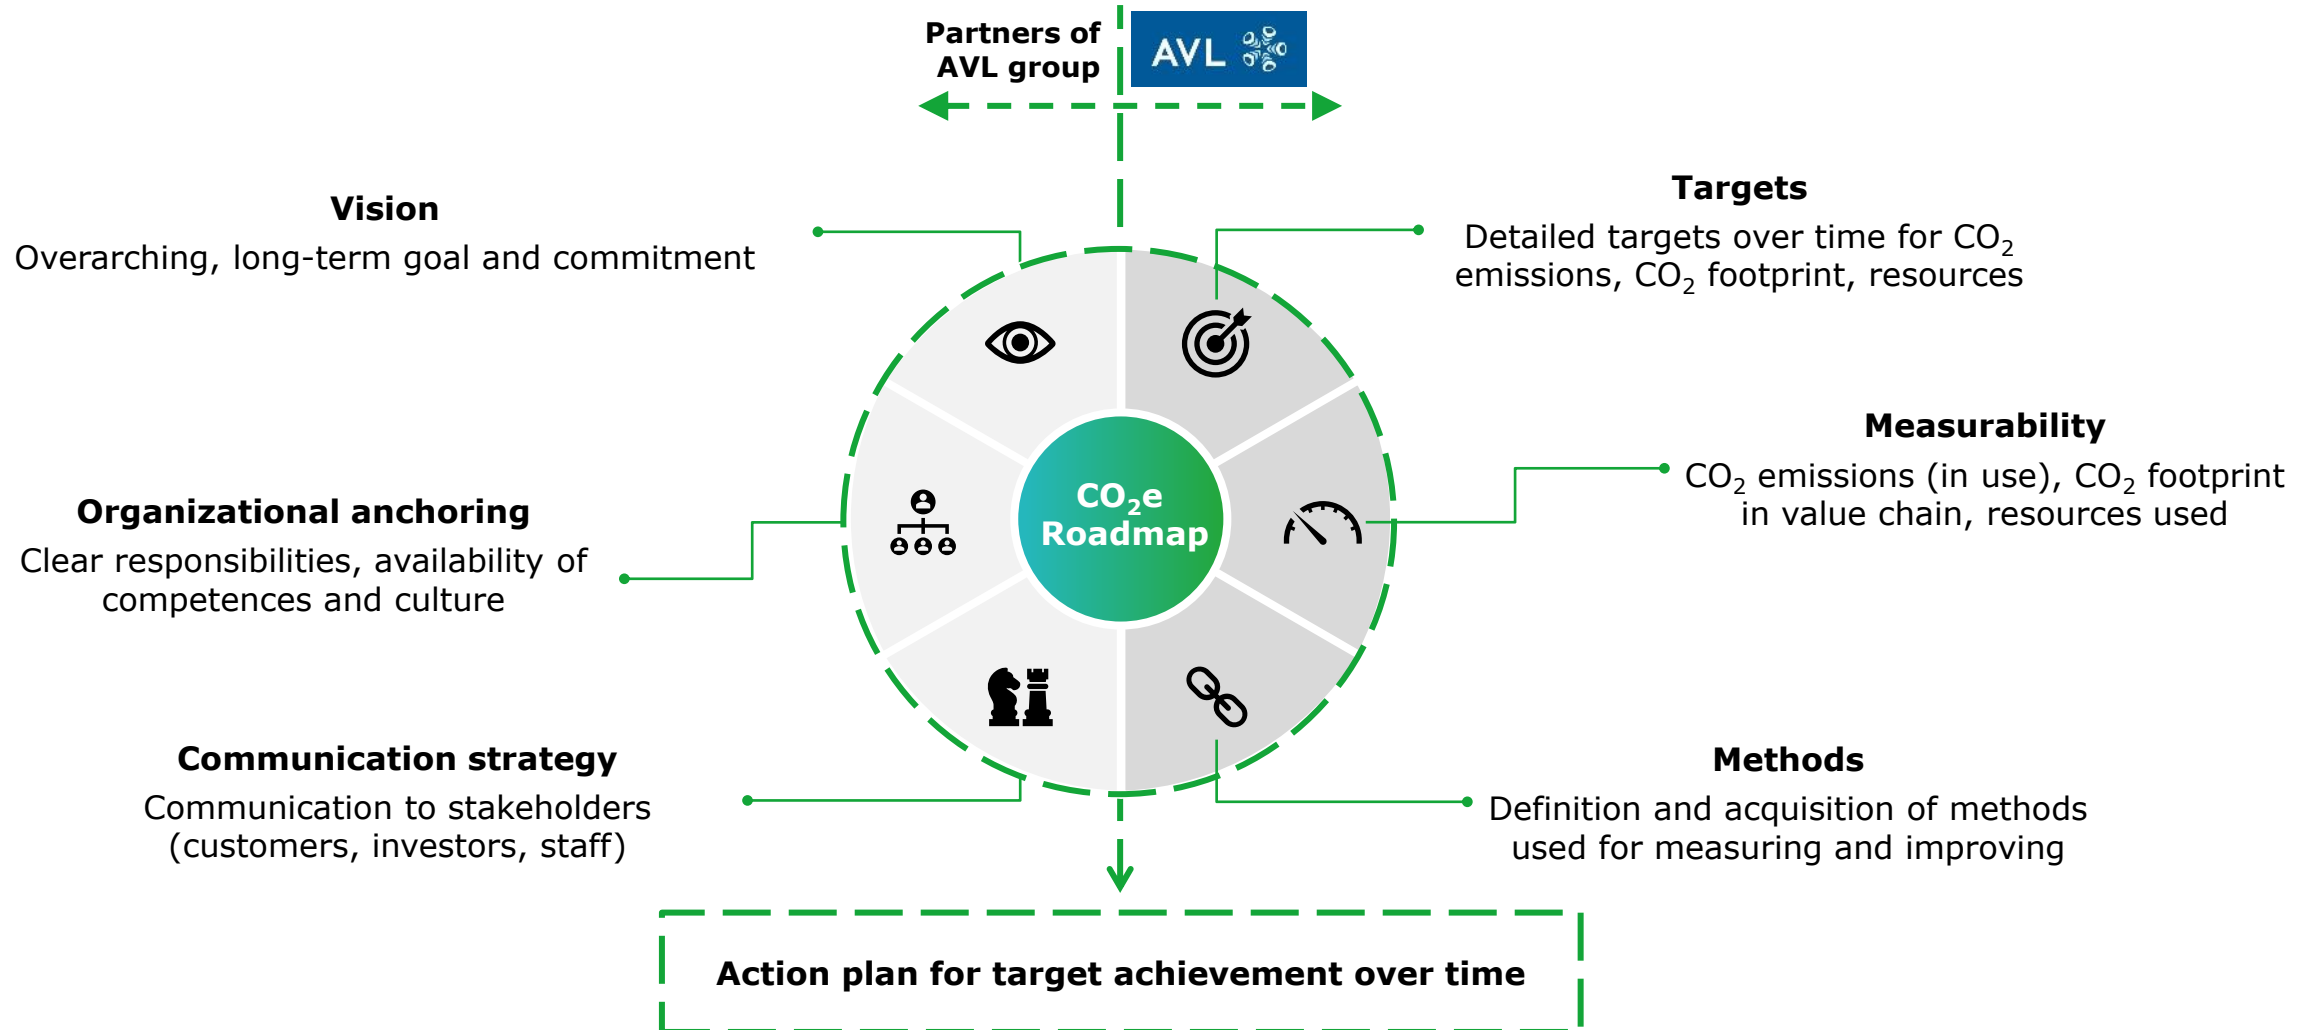 Partners of
AVL group
AVL
Vision
Overarching, long-term goal and commitment
Targets
Detailed targets over time for CO₂
emissions, CO₂ footprint, resources
Organizational anchoring
Clear responsibilities, availability of
competences and culture
CO₂e
Roadmap
Measurability
CO₂ emissions (in use), CO₂ footprint
in value chain, resources used
Communication strategy
Communication to stakeholders
(customers, investors, staff)
Methods
Definition and acquisition of methods
used for measuring and improving
Action plan for target achievement over time